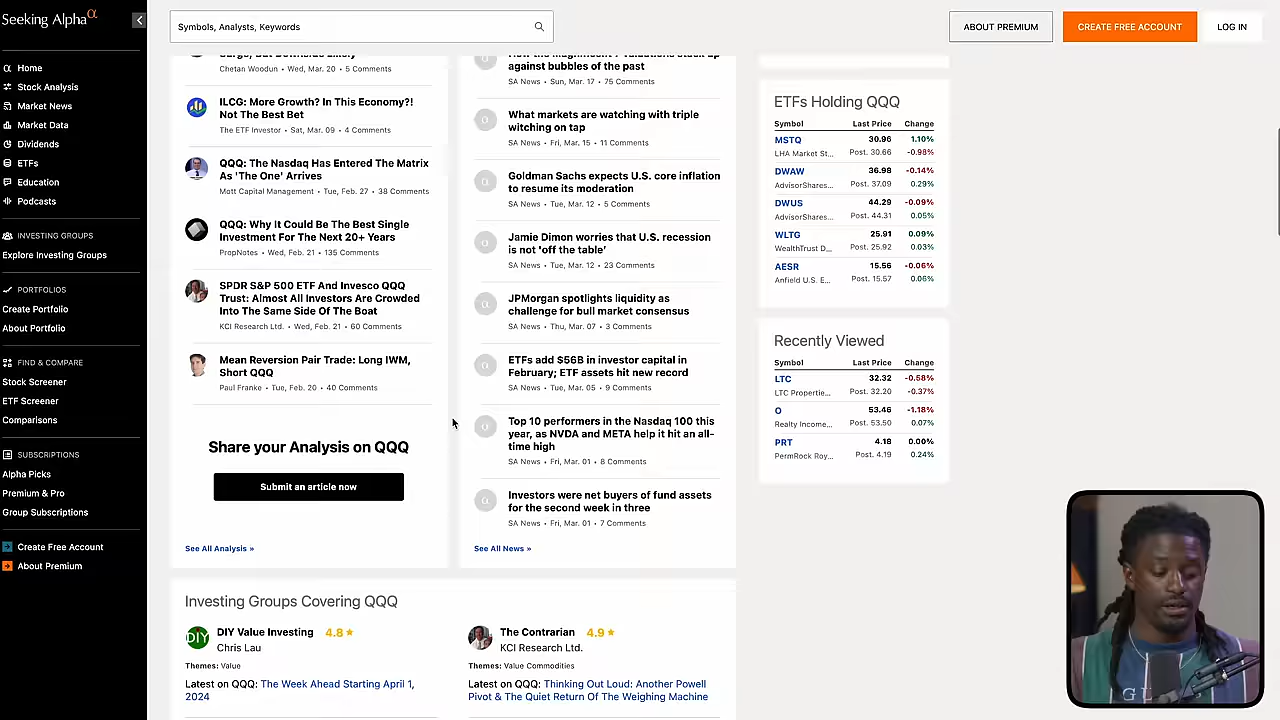 Seeking Alphaα
Symbols, Analysts, Keywords
ABOUT PREMIUM
CREATE FREE ACCOUNT
LOG IN
Home
Stock Analysis
Market News
Market Data
Dividends
ETFs
Education
Podcasts
INVESTING GROUPS
Explore Investing Groups
PORTFOLIOS
Create Portfolio
About Portfolio
FIND & COMPARE
Stock Screener
ETF Screener
Comparisons
SUBSCRIPTIONS
Alpha Picks
Premium & Pro
Group Subscriptions
Create Free Account
About Premium
Chetan Woodun • Wed, Mar. 20 • 5 Comments
ILCG: More Growth? In This Economy?!
Not The Best Bet
The ETF Investor • Sat, Mar. 09 • 4 Comments
QQQ: The Nasdaq Has Entered The Matrix
As 'The One' Arrives
Mott Capital Management • Tue, Feb. 27 • 38 Comments
QQQ: Why It Could Be The Best Single
Investment For The Next 20+ Years
PropNotes • Wed, Feb. 21 • 135 Comments
SPDR S&P 500 ETF And Invesco QQQ
Trust: Almost All Investors Are Crowded
Into The Same Side Of The Boat
KCI Research Ltd. • Wed, Feb. 21 • 60 Comments
Mean Reversion Pair Trade: Long IWM,
Short QQQ
Paul Franke • Tue, Feb. 20 • 40 Comments
Share your Analysis on QQQ
Submit an article now
See All Analysis »
against bubbles of the past
SA News • Sun, Mar. 17 • 75 Comments
What markets are watching with triple
witching on tap
SA News • Fri, Mar. 15 • 11 Comments
Goldman Sachs expects U.S. core inflation
to resume its moderation
SA News • Tue, Mar. 12 • 5 Comments
Jamie Dimon worries that U.S. recession
is not 'off the table'
SA News • Tue, Mar. 12 • 23 Comments
JPMorgan spotlights liquidity as
challenge for bull market consensus
SA News • Thu, Mar. 07 • 3 Comments
ETFs add $56B in investor capital in
February; ETF assets hit new record
SA News • Tue, Mar. 05 • 9 Comments
Top 10 performers in the Nasdaq 100 this
year, as NVDA and META help it hit an all-
time high
SA News • Fri, Mar. 01 • 8 Comments
Investors were net buyers of fund assets
for the second week in three
SA News • Fri, Mar. 01 • 7 Comments
See All News »
ETFs Holding QQQ
Symbol Last Price Change
MSTQ 30.96 1.10%
LHA Market St... Post. 30.66 -0.98%
DWAW 36.98 -0.14%
AdvisorShares... Post. 37.09 0.29%
DWUS 44.29 -0.09%
AdvisorShares... Post. 44.31 0.05%
WLTG 25.91 0.09%
WealthTrust D... Post. 25.92 0.03%
AESR 15.56 -0.06%
Anfield U.S. E... Post. 15.57 0.06%
Recently Viewed
Symbol Last Price Change
LTC 32.32 -0.58%
LTC Propertie... Post. 32.20 -0.37%
O 53.46 -1.18%
Realty Income... Post. 53.50 0.07%
PRT 4.18 0.00%
PermRock Roy... Post. 4.19 0.24%
Investing Groups Covering QQQ
DIY
DIY Value Investing 4.8
Chris Lau
Themes: Value
Latest on QQQ: The Week Ahead Starting April 1,
2024
The Contrarian 4.9
KCI Research Ltd.
Themes: Value Commodities
Latest on QQQ: Thinking Out Loud: Another Powell
Pivot & The Quiet Return Of The Weighing Machine